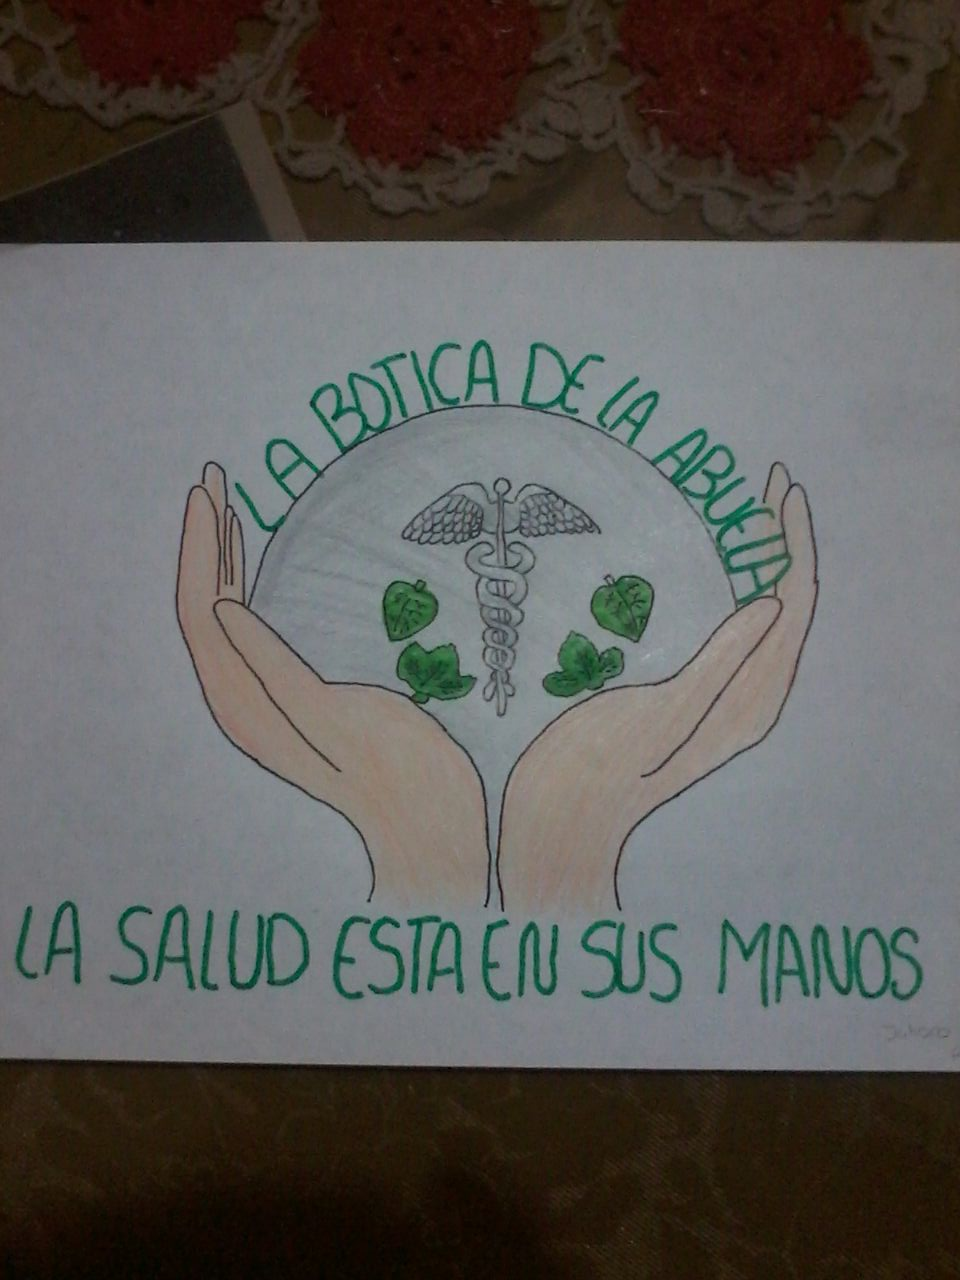 LA BOTICA DE LA ABUELA
LA SALUD ESTA EN SUS MANOS